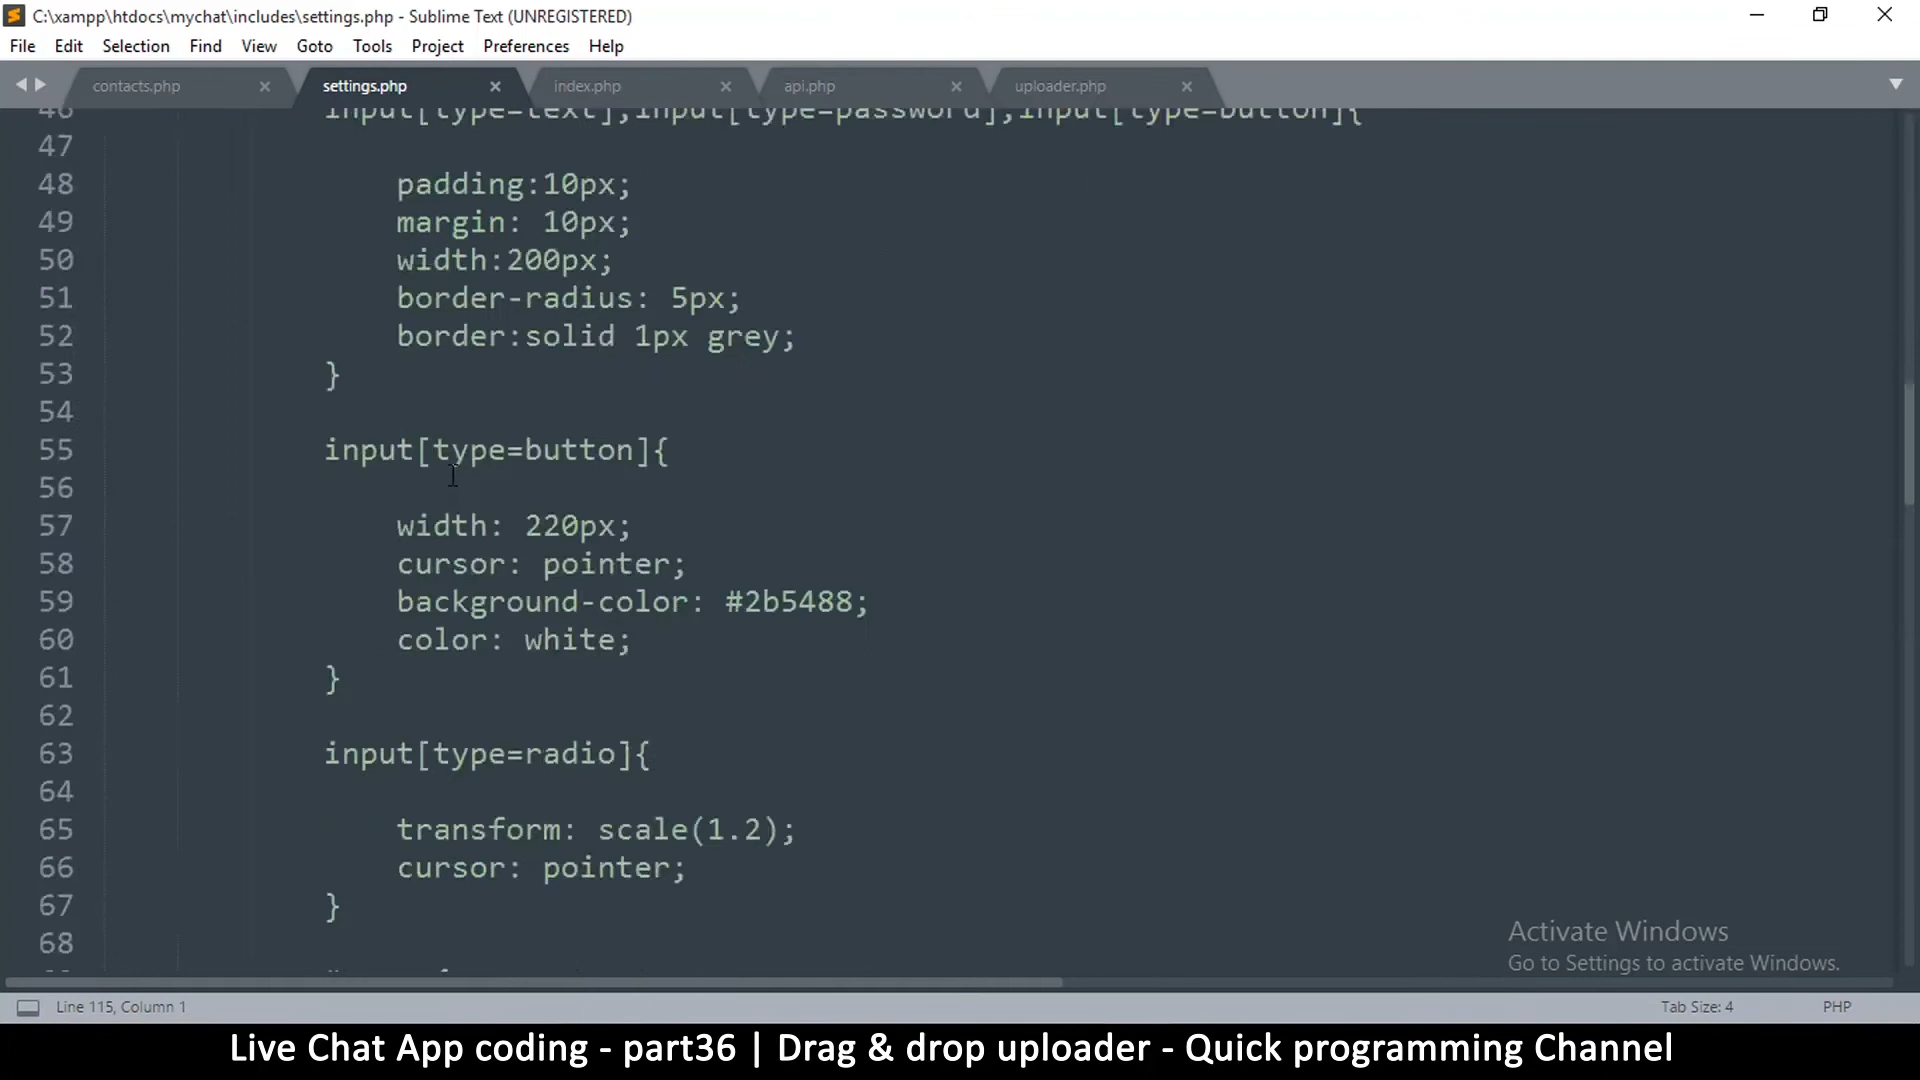 C:\xampp\htdocs\mychat\includes\settings.php - Sublime Text (UNREGISTERED)
File Edit Selection Find View Goto Tools Project Preferences Help
contacts.php settings.php index.php api.php uploader.php
46 input[type=text],input[type=password],input[type=button]{
47
48 padding:10px;
49 margin: 10px;
50 width:200px;
51 border-radius: 5px;
52 border:solid 1px grey;
53 }
54
55 input[type=button]{
56
57 width: 220px;
58 cursor: pointer;
59 background-color: #2b5488;
60 color: white;
61 }
62
63 input[type=radio]{
64
65 transform: scale(1.2);
66 cursor: pointer;
67 }
68
Activate Windows
Go to Settings to activate Windows.
Line 115, Column 1 Tab Size: 4 PHP
Live Chat App coding - part36 | Drag & drop uploader - Quick programming Channel